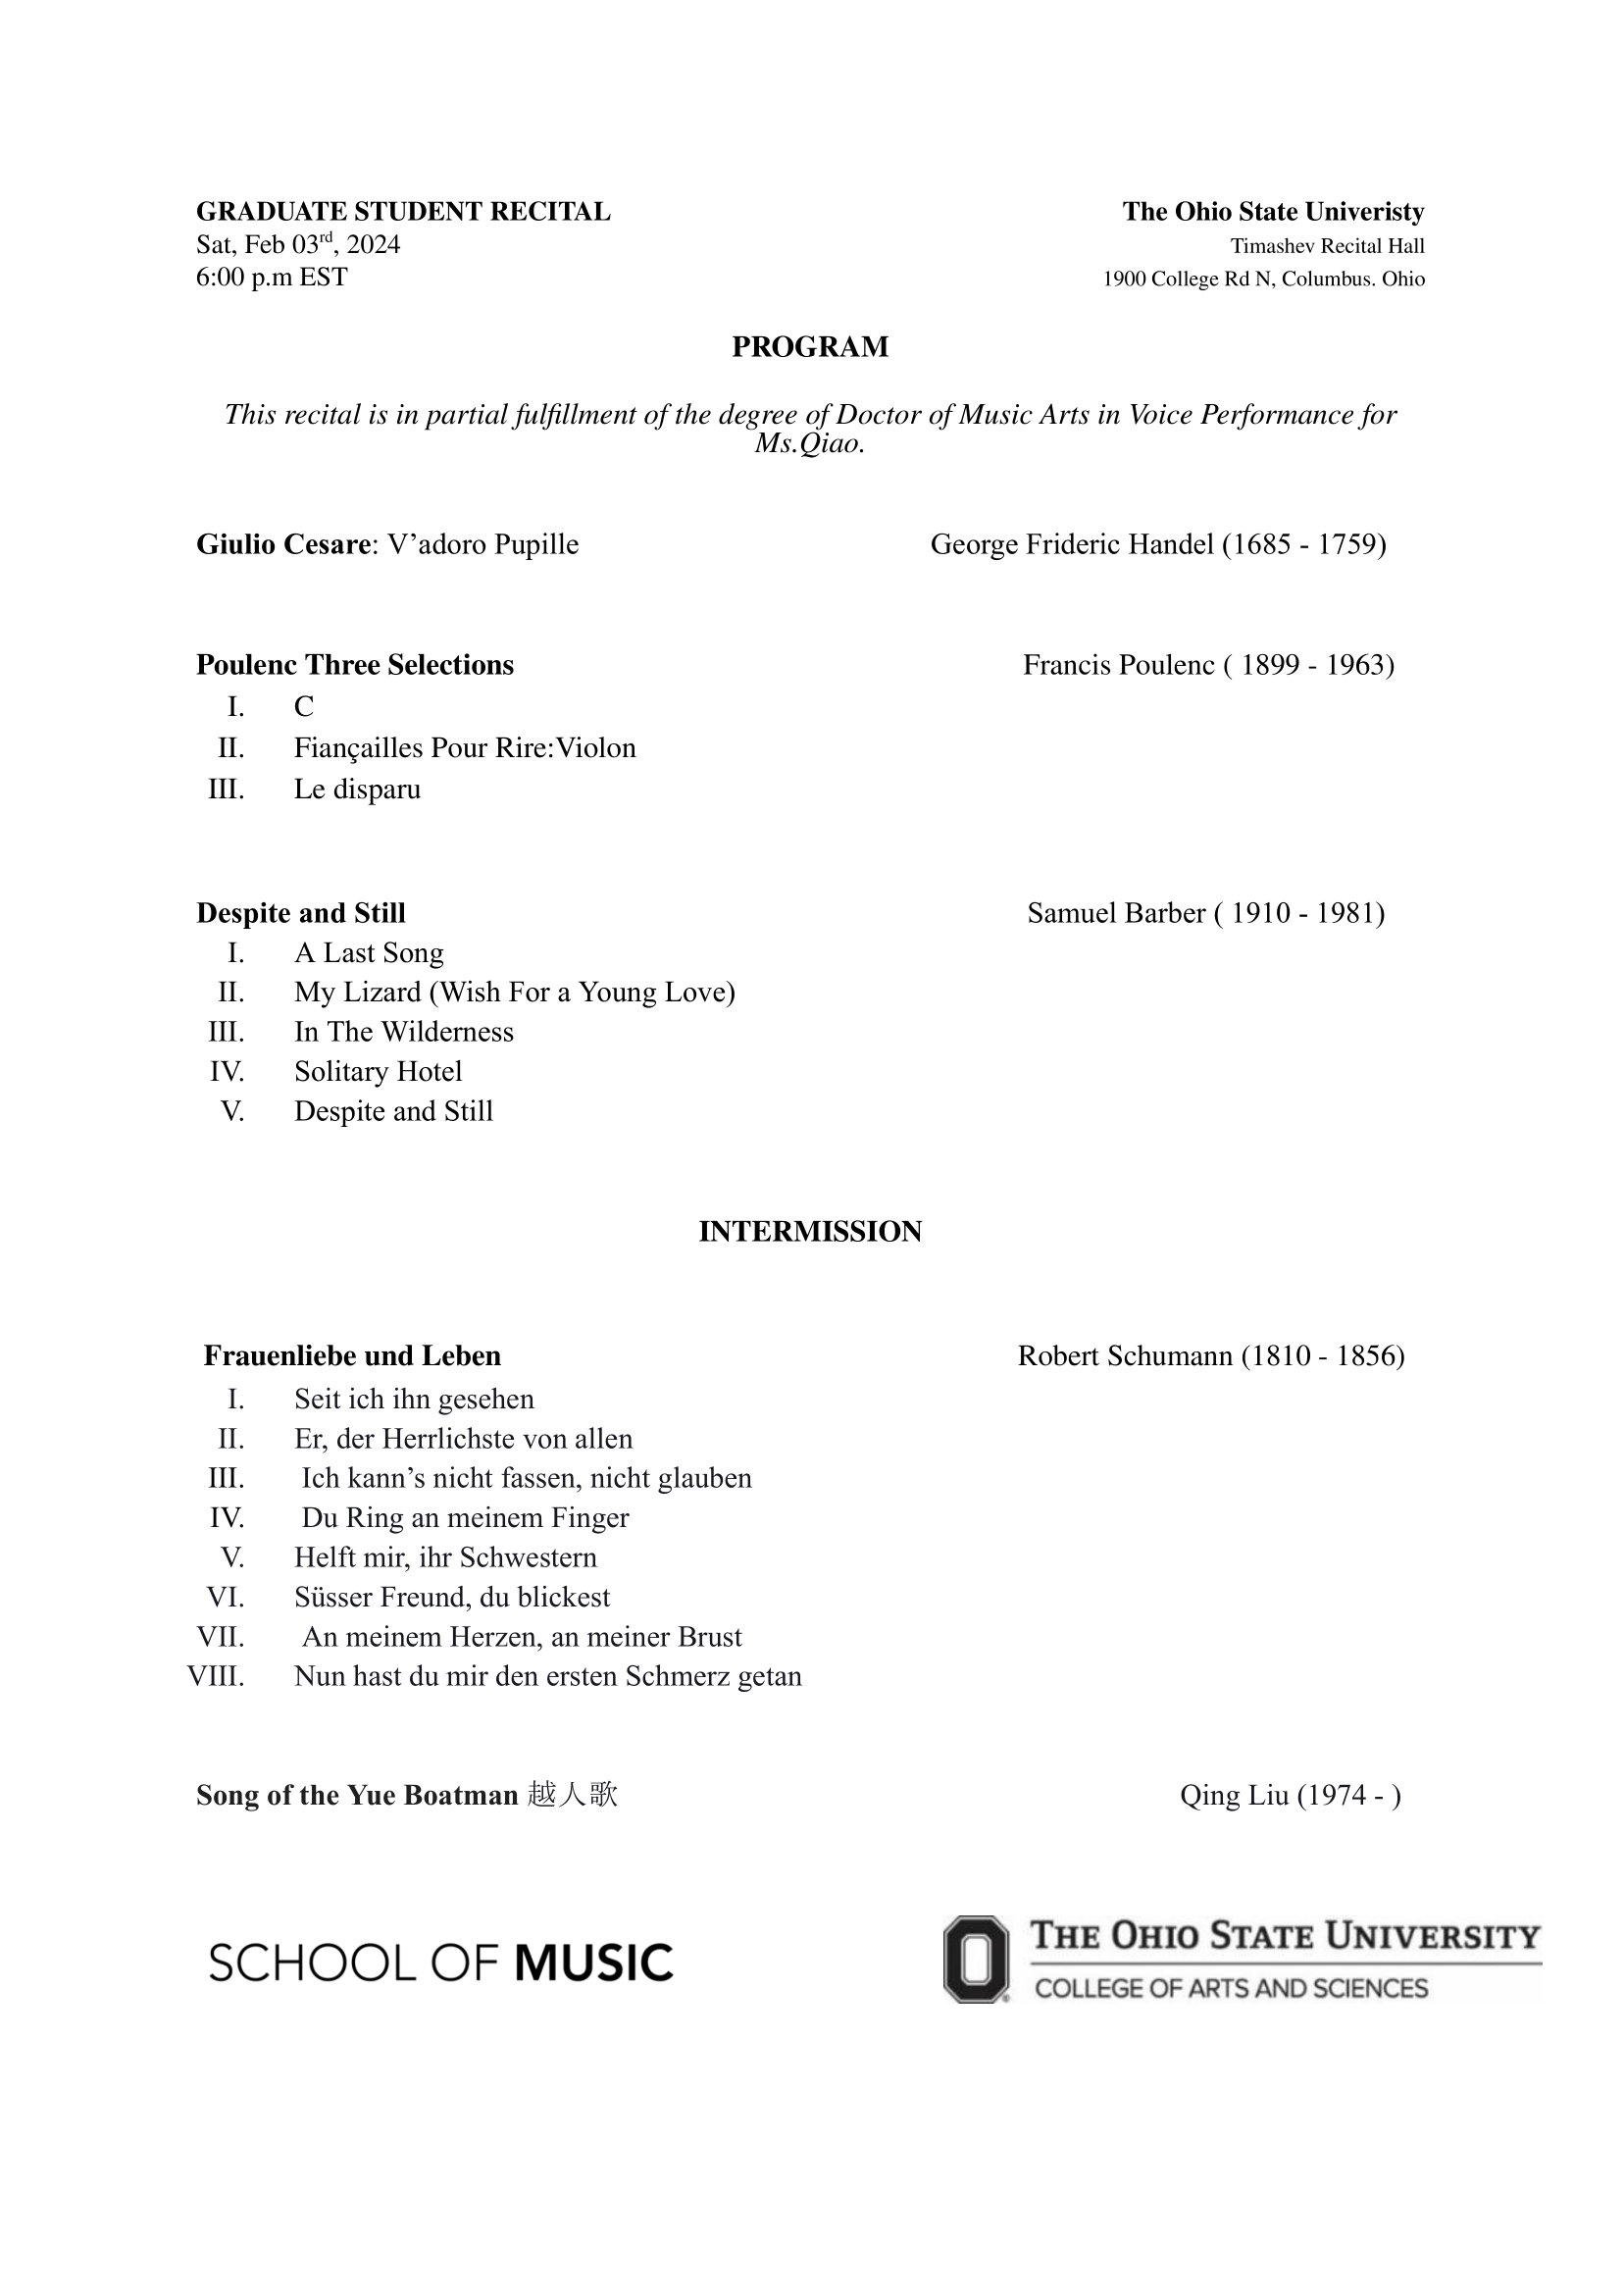 GRADUATE STUDENT RECITAL
The Ohio State Univeristy
Sat, Feb 03rd, 2024
Timashev Recital Hall
6:00 p.m EST
1900 College Rd N, Columbus. Ohio
PROGRAM
This recital is in partial fulfillment of the degree of Doctor of Music Arts in Voice Performance for
Ms.Qiao.
Giulio Cesare: V’adoro Pupille George Frideric Handel (1685 - 1759)
Poulenc Three Selections Francis Poulenc ( 1899 - 1963)
I. C
II. Fiançailles Pour Rire:Violon
III. Le disparu
Despite and Still Samuel Barber ( 1910 - 1981)
I. A Last Song
II. My Lizard (Wish For a Young Love)
III. In The Wilderness
IV. Solitary Hotel
V. Despite and Still
INTERMISSION
Frauenliebe und Leben Robert Schumann (1810 - 1856)
I. Seit ich ihn gesehen
II. Er, der Herrlichste von allen
III. Ich kann’s nicht fassen, nicht glauben
IV. Du Ring an meinem Finger
V. Helft mir, ihr Schwestern
VI. Süsser Freund, du blickest
VII. An meinem Herzen, an meiner Brust
VIII. Nun hast du mir den ersten Schmerz getan
Song of the Yue Boatman 越人歌 Qing Liu (1974 - )
SCHOOL OF MUSIC
THE OHIO STATE UNIVERSITY
COLLEGE OF ARTS AND SCIENCES